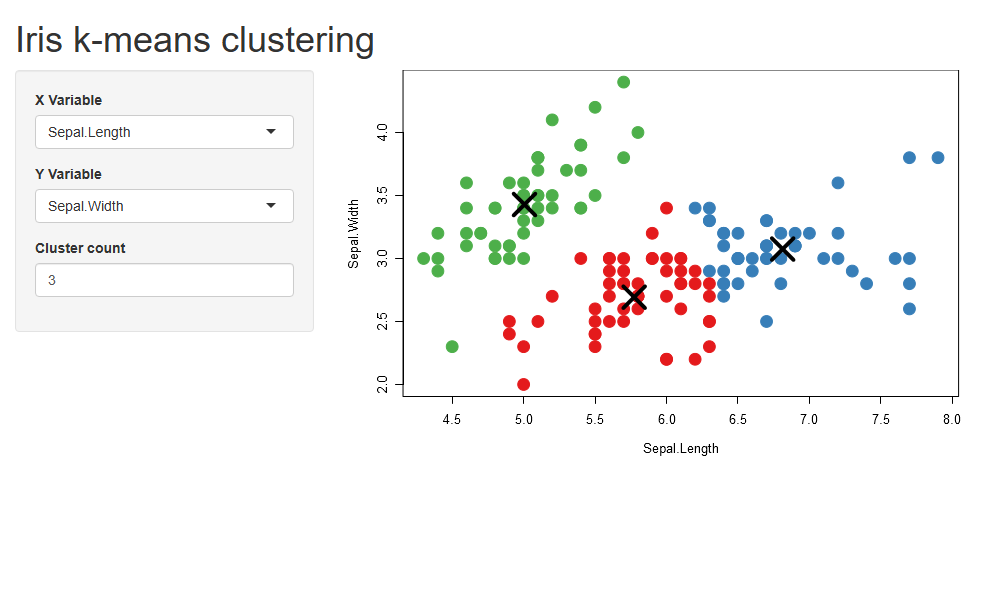 Iris k-means clustering
X Variable
Sepal.Length
Y Variable
Sepal.Width
Cluster count
3
Sepal.Width
4.0
3.5
3.0
2.5
2.0
4.5 5.0 5.5 6.0 6.5 7.0 7.5 8.0
Sepal.Length